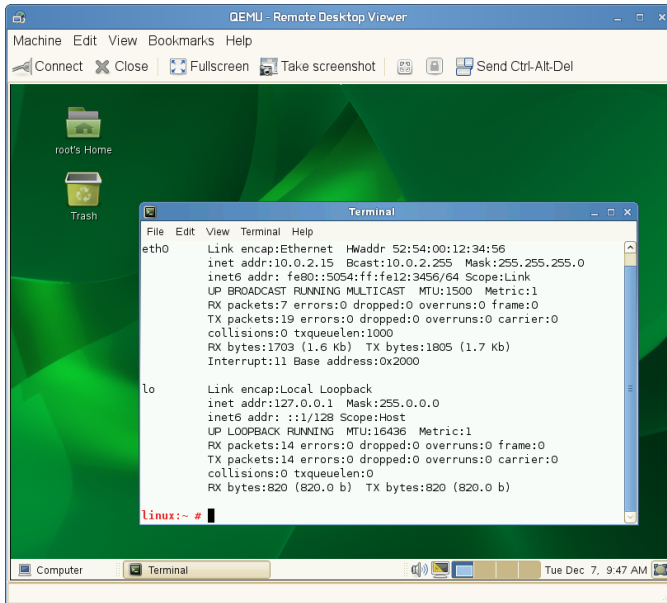 QEMU - Remote Desktop Viewer
Machine Edit View Bookmarks Help
Connect Close Fullscreen Take screenshot Send Ctrl-Alt-Del
root's Home
Trash
Terminal
File Edit View Terminal Help
eth0 Link encap:Ethernet HWaddr 52:54:00:12:34:56
inet addr:10.0.2.15 Bcast:10.0.2.255 Mask:255.255.255.0
inet6 addr: fe80::5054:ff:fe12:3456/64 Scope:Link
UP BROADCAST RUNNING MULTICAST MTU:1500 Metric:1
RX packets:7 errors:0 dropped:0 overruns:0 frame:0
TX packets:19 errors:0 dropped:0 overruns:0 carrier:0
collisions:0 txqueuelen:1000
RX bytes:1703 (1.6 Kb) TX bytes:1805 (1.7 Kb)
Interrupt:11 Base address:0x2000
lo Link encap:Local Loopback
inet addr:127.0.0.1 Mask:255.0.0.0
inet6 addr: ::1/128 Scope:Host
UP LOOPBACK RUNNING MTU:16436 Metric:1
RX packets:14 errors:0 dropped:0 overruns:0 frame:0
TX packets:14 errors:0 dropped:0 overruns:0 carrier:0
collisions:0 txqueuelen:0
RX bytes:820 (820.0 b) TX bytes:820 (820.0 b)
linux:~ #
Computer Terminal Tue Dec 7, 9:47 AM